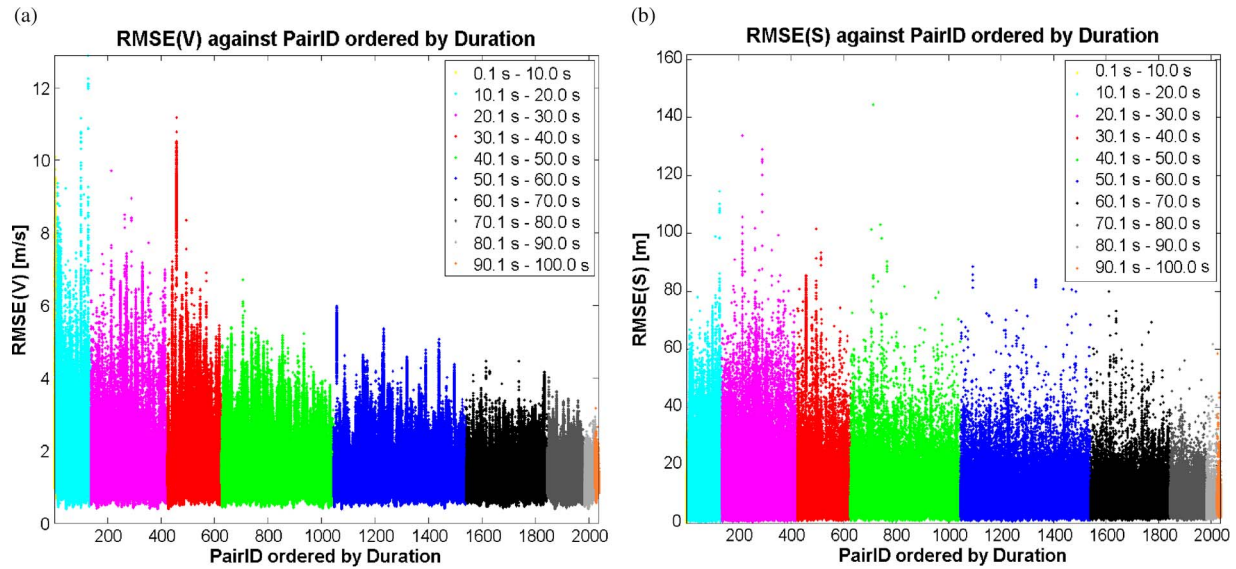 (a)
RMSE(V) against PairID ordered by Duration
12
10
8
6
4
2
0
RMSE(V) [m/s]
0.1 s - 10.0 s
10.1 s - 20.0 s
20.1 s - 30.0 s
30.1 s - 40.0 s
40.1 s - 50.0 s
50.1 s - 60.0 s
60.1 s - 70.0 s
70.1 s - 80.0 s
80.1 s - 90.0 s
90.1 s - 100.0 s
200 400 600 800 1000 1200 1400 1600 1800 2000
PairID ordered by Duration
(b)
RMSE(S) against PairID ordered by Duration
160
140
120
100
80
60
40
20
0
RMSE(S) [m]
0.1 s - 10.0 s
10.1 s - 20.0 s
20.1 s - 30.0 s
30.1 s - 40.0 s
40.1 s - 50.0 s
50.1 s - 60.0 s
60.1 s - 70.0 s
70.1 s - 80.0 s
80.1 s - 90.0 s
90.1 s - 100.0 s
200 400 600 800 1000 1200 1400 1600 1800 2000
PairID ordered by Duration